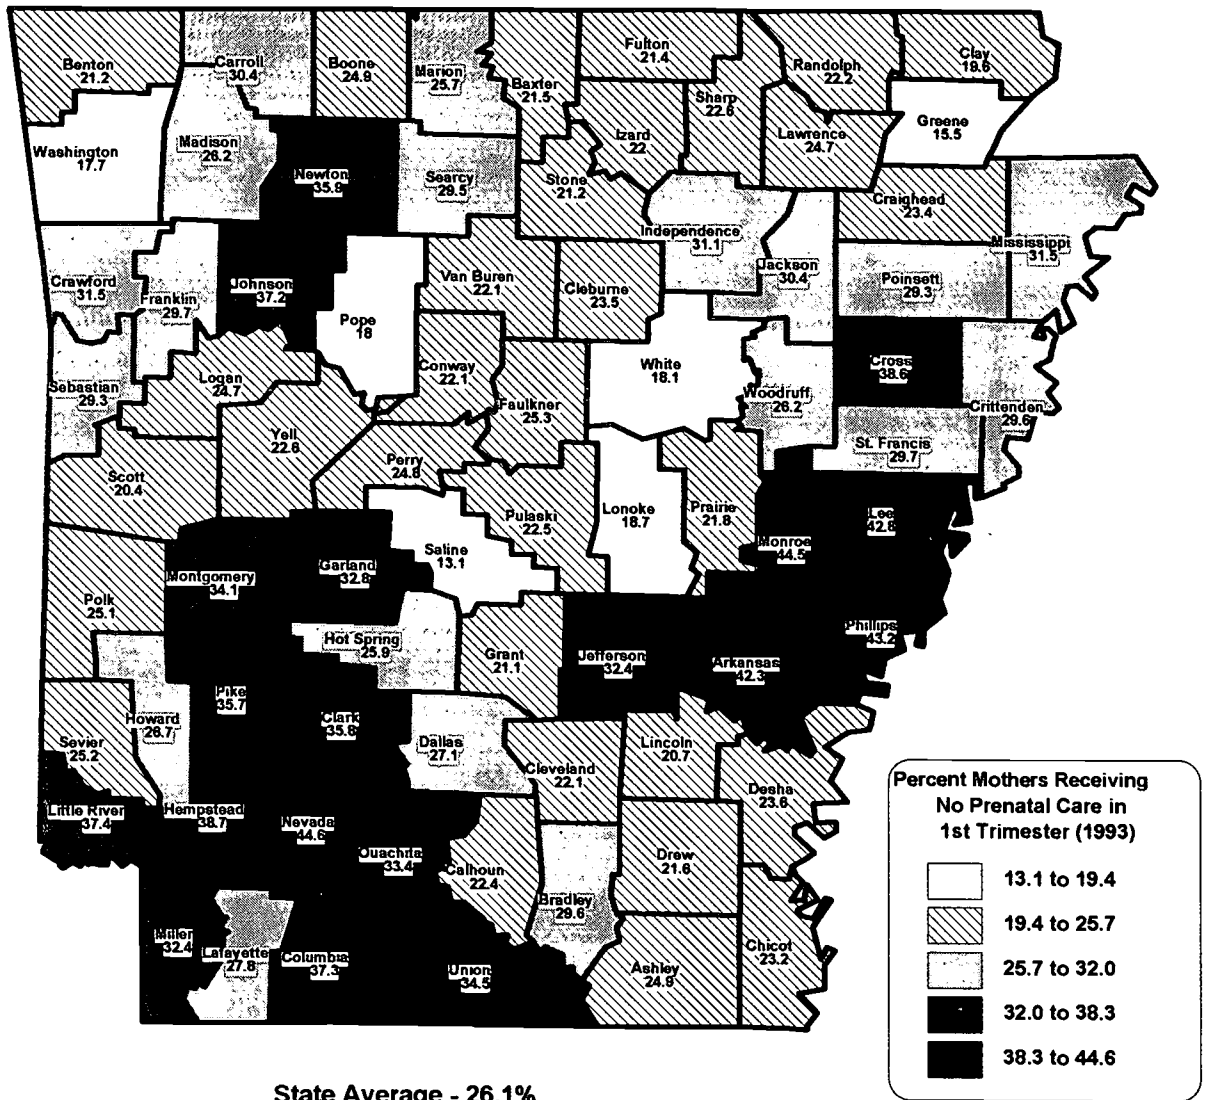 Benton
21.2
Carroll
30.4
Boone
24.9
Marion
25.7
Baxter
21.5
Fulton
21.4
Sharp
22.6
Randolph
22.2
Clay
19.6
Washington
17.7
Madison
26.2
Newton
35.9
Searcy
29.5
Stone
21.2
Izard
22
Lawrence
24.7
Greene
15.5
Craighead
23.4
Mississippi
31.5
Crawford
31.5
Franklin
29.7
Johnson
37.2
Pope
18
Van Buren
22.1
Cleburne
23.5
Independence
31.1
Jackson
30.4
Poinsett
29.3
Sebastian
29.3
Logan
24.7
Conway
22.1
Faulkner
25.3
White
18.1
Woodruff
26.2
Cross
38.6
Crittenden
29.6
St. Francis
29.7
Scott
20.4
Yell
22.6
Perry
24.8
Pulaski
22.5
Lonoke
18.7
Prairie
21.8
Monroe
44.5
Lee
42.8
Polk
25.1
Montgomery
34.1
Garland
32.8
Saline
13.1
Hot Spring
25.9
Grant
21.1
Jefferson
32.4
Arkansas
42.3
Phillips
43.2
Sevier
25.2
Howard
26.7
Pike
35.7
Clark
35.8
Dallas
27.1
Cleveland
22.1
Lincoln
20.7
Desha
23.6
Little River
37.4
Hempstead
38.7
Nevada
44.6
Ouachita
33.4
Calhoun
22.4
Bradley
29.6
Drew
21.6
Miller
32.4
Lafayette
27.8
Columbia
37.3
Union
34.5
Ashley
24.9
Chicot
23.2
Percent Mothers Receiving
No Prenatal Care in
1st Trimester (1993)
13.1 to 19.4
19.4 to 25.7
25.7 to 32.0
32.0 to 38.3
38.3 to 44.6
State Average - 26.1%